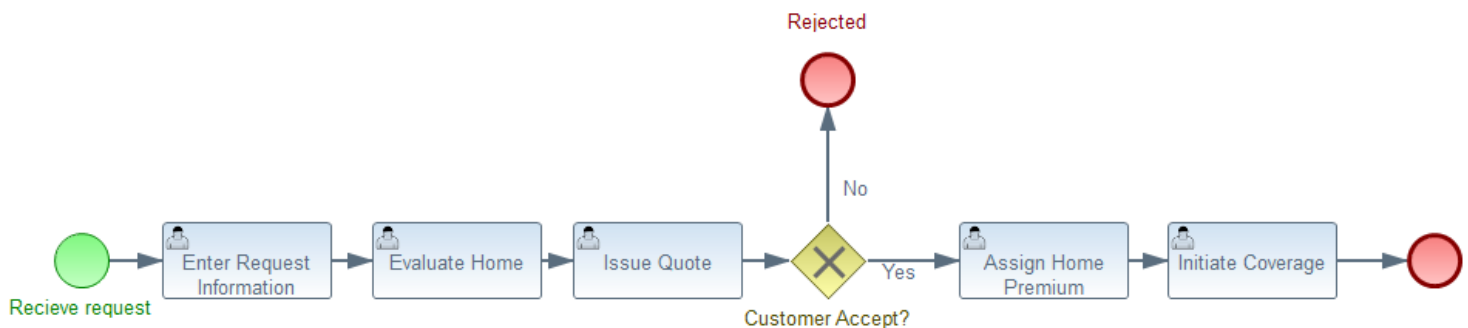 Rejected
No
Enter Request
Information
Evaluate Home
Issue Quote
Yes
Assign Home
Premium
Initiate Coverage
Recieve request
Customer Accept?